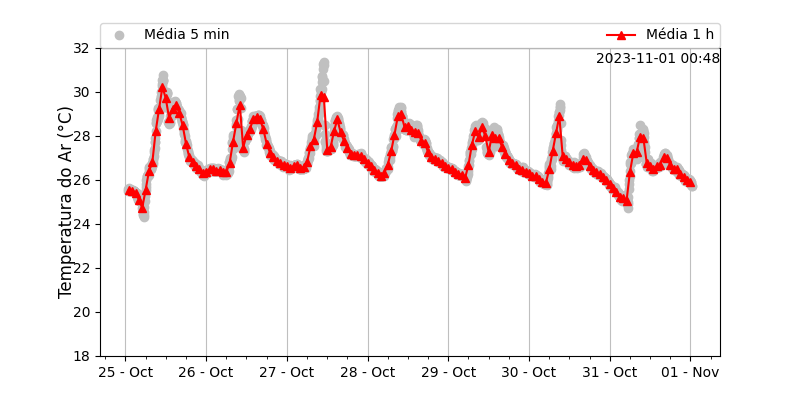 Média 5 min
Média 1 h
2023-11-01 00:48
Temperatura do Ar (°C)
32
30
28
26
24
22
20
18
25 - Oct
26 - Oct
27 - Oct
28 - Oct
29 - Oct
30 - Oct
31 - Oct
01 - Nov